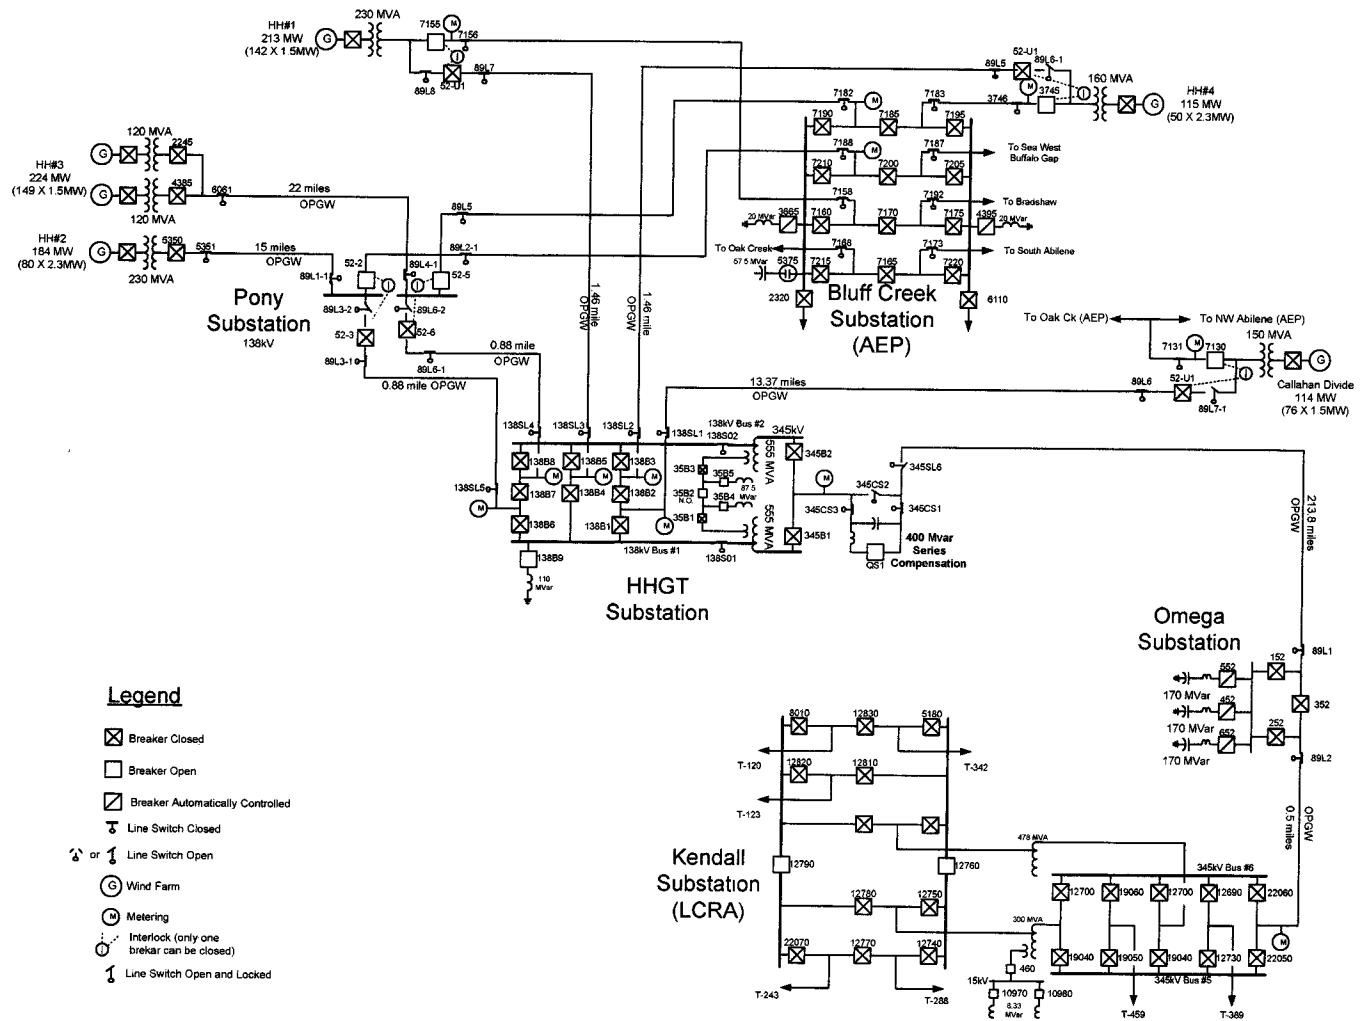 HH#1
213 MW
(142 X 1.5MW)
G
230 MVA
7155
M
7156
I
89L8
52-U1
89L7
HH#3
224 MW
(149 X 1.5MW)
G
G
120 MVA
2245
4385
120 MVA
6061
22 miles
OPGW
HH#2
184 MW
(80 X 2.3MW)
G
5350
5351
230 MVA
15 miles
OPGW
Pony
Substation
138kV
89L1-1
52-2
89L4-1
52-5
89L5
89L2-1
89L3-2
89L6-2
52-3
52-6
89L3-1
89L6-1
0.88 mile
OPGW
0.88 mile OPGW
1.46 mile
OPGW
1.46 mile
OPGW
52-U1
89L5
89L6-1
M
3745
3746
160 MVA
G
HH#4
115 MW
(50 X 2.3MW)
7182
M
7183
7190
7185
7195
7188
M
7187
To Sea West
Buffalo Gap
7210
7200
7205
7158
7192
To Bradshaw
20 MVar
3865
7160
7170
7175
4395
20 MVar
To Oak Creek
7168
7173
To South Abilene
57 5 MVar
5375
7215
7165
7220
2320
6110
Bluff Creek
Substation
(AEP)
To Oak Ck (AEP)
To NW Abilene (AEP)
7131
M
7130
150 MVA
G
52-U1
89L6
89L7-1
Callahan Divide
114 MW
(76 X 1.5MW)
13.37 miles
OPGW
138SL4
138SL3
138SL2
138SL1
138kV Bus #2
138S02
345kV
138B8
138B5
138B3
138SL5
138B7
138B4
138B2
M
M
M
M
M
138B6
138B1
138B9
110
MVar
138kV Bus #1
138S01
35B3
35B5
35B2
N.O.
87 5
MVar
35B4
35B1
555 MVA
555 MVA
345B2
345B1
M
345SL6
345CS2
345CS3
345CS1
QS1
400 Mvar
Series
Compensation
213.8 miles
OPGW
HHGT
Substation
Omega
Substation
89L1
152
352
252
89L2
552
170 MVar
452
170 MVar
652
170 MVar
OPGW
0.5 miles
Legend
Breaker Closed
Breaker Open
Breaker Automatically Controlled
Line Switch Closed
or
Line Switch Open
G
Wind Farm
M
Metering
I
Interlock (only one
brekar can be closed)
Line Switch Open and Locked
8010
12830
5180
T-120
T-342
12820
12810
T-123
12790
12760
Kendall
Substation
(LCRA)
12780
12750
22070
12770
12740
T-243
T-288
478 MVA
300 MVA
345kV Bus #6
12700
19060
12700
12690
22060
19040
19050
19040
12730
22050
M
345kV Bus #5
460
15kV
10970
10980
8.33
MVar
T-459
T-389